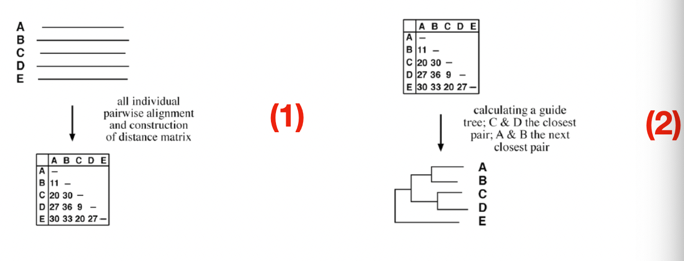 A
B
C
D
E
all individual
pairwise alignment
and construction
of distance matrix
(1)
A B C D E
A –
B 11 –
C 20 30 –
D 27 36 9 –
E 30 33 20 27 –
A B C D E
A –
B 11 –
C 20 30 –
D 27 36 9 –
E 30 33 20 27 –
calculating a guide
tree; C & D the closest
pair; A & B the next
closest pair
(2)
A
B
C
D
E